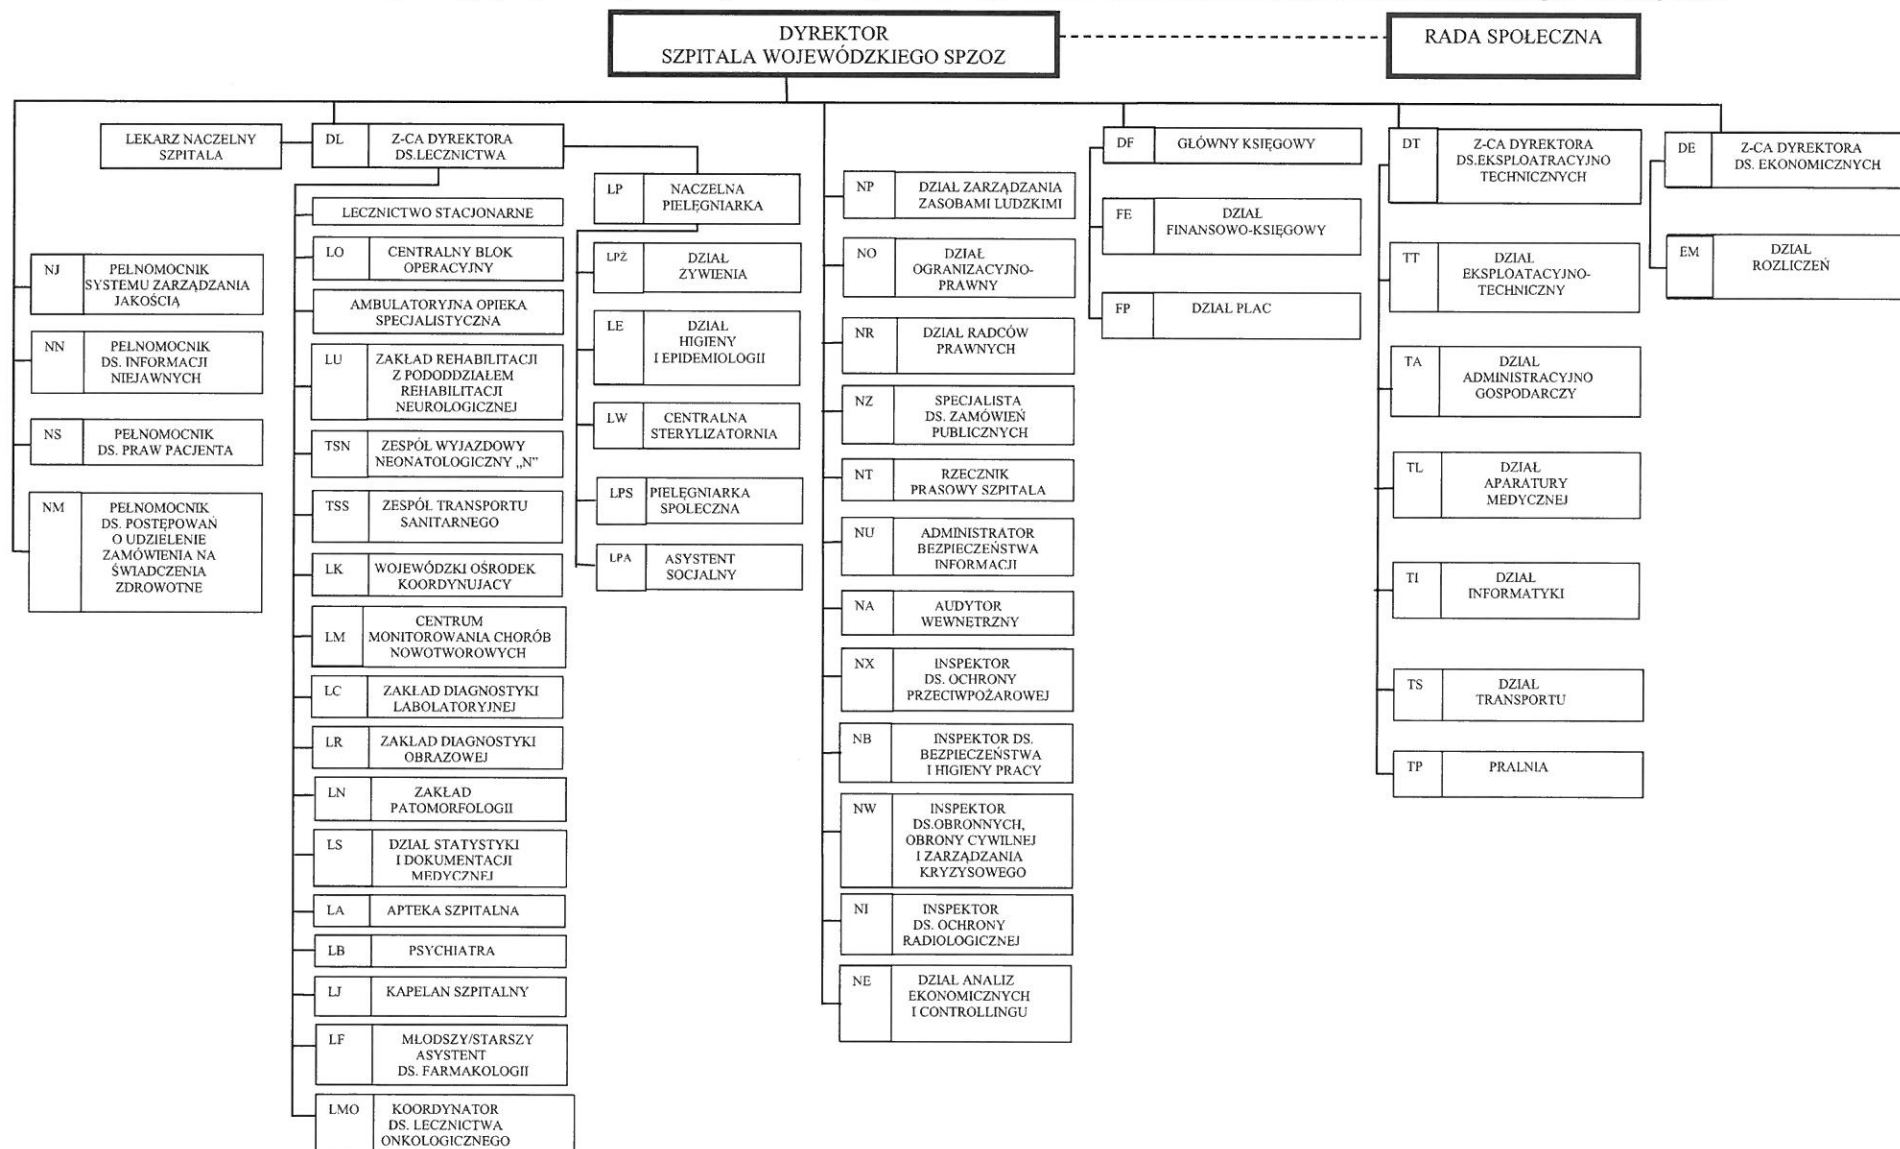 DYREKTOR
SZPITALA WOJEWÓDZKIEGO SPZOZ
RADA SPOŁECZNA
LEKARZ NACZELNY
SZPITALA
DL
Z-CA DYREKTORA
DS.LECZNICTWA
LECZNICTWO STACJONARNE
LO
CENTRALNY BLOK
OPERACYJNY
AMBULATORYJNA OPIEKA
SPECJALISTYCZNA
LU
ZAKŁAD REHABILITACJI
Z PODODDZIAŁEM
REHABILITACJI
NEUROLOGICZNEJ
TSN
ZESPÓŁ WYJAZDOWY
NEONATOLOGICZNY „N”
TSS
ZESPÓŁ TRANSPORTU
SANITARNEGO
LK
WOJEWÓDZKI OŚRODEK
KOORDYNUJACY
LM
CENTRUM
MONITOROWANIA CHORÓB
NOWOTWOROWYCH
LC
ZAKŁAD DIAGNOSTYKI
LABOLATORYJNEJ
LR
ZAKŁAD DIAGNOSTYKI
OBRAZOWEJ
LN
ZAKŁAD
PATOMORFOLOGII
LS
DZIAŁ STATYSTYKI
I DOKUMENTACJI
MEDYCZNEJ
LA
APTEKA SZPITALNA
LB
PSYCHIATRA
LJ
KAPELAN SZPITALNY
LF
MŁODSZY/STARSZY
ASYSTENT
DS. FARMAKOLOGII
LMO
KOORDYNATOR
DS. LECZNICTWA
ONKOLOGICZNEGO
NJ
PEŁNOMOCNIK
SYSTEMU ZARZĄDZANIA
JAKOŚCIĄ
NN
PEŁNOMOCNIK
DS. INFORMACJI
NIEJAWNYCH
NS
PEŁNOMOCNIK
DS. PRAW PACJENTA
NM
PEŁNOMOCNIK
DS. POSTĘPOWAŃ
O UDZIELENIE
ZAMÓWIENIA NA
ŚWIADCZENIA
ZDROWOTNE
LP
NACZELNA
PIELĘGNIARKA
LPŻ
DZIAŁ
ŻYWIENIA
LE
DZIAŁ
HIGIENY
I EPIDEMIOLOGII
LW
CENTRALNA
STERYLIZATORNIA
LPS
PIELĘGNIARKA
SPOŁECZNA
LPA
ASYSTENT
SOCJALNY
NP
DZIAŁ ZARZĄDZANIA
ZASOBAMI LUDZKIMI
NO
DZIAŁ
OGRANIZACYJNO-
PRAWNY
NR
DZIAŁ RADCÓW
PRAWNYCH
NZ
SPECJALISTA
DS. ZAMÓWIEŃ
PUBLICZNYCH
NT
RZECZNIK
PRASOWY SZPITALA
NU
ADMINISTRATOR
BEZPIECZEŃSTWA
INFORMACJI
NA
AUDYTOR
WEWNĘTRZNY
NX
INSPEKTOR
DS. OCHRONY
PRZECIWPOŻAROWEJ
NB
INSPEKTOR DS.
BEZPIECZEŃSTWA
I HIGIENY PRACY
NW
INSPEKTOR
DS.OBRONNYCH,
OBRONY CYWILNEJ
I ZARZĄDZANIA
KRYZYSOWEGO
NI
INSPEKTOR
DS. OCHRONY
RADIOLOGICZNEJ
NE
DZIAŁ ANALIZ
EKONOMICZNYCH
I CONTROLLINGU
DF
GŁÓWNY KSIĘGOWY
FE
DZIAŁ
FINANSOWO-KSIĘGOWY
FP
DZIAŁ PŁAC
DT
Z-CA DYREKTORA
DS.EKSPLOATRACYJNO
TECHNICZNYCH
TT
DZIAŁ
EKSPLOATACYJNO-
TECHNICZNY
TA
DZIAŁ
ADMINISTRACYJNO
GOSPODARCZY
TL
DZIAŁ
APARATURY
MEDYCZNEJ
TI
DZIAŁ
INFORMATYKI
TS
DZIAŁ
TRANSPORTU
TP
PRALNIA
DE
Z-CA DYREKTORA
DS. EKONOMICZNYCH
EM
DZIAŁ
ROZLICZEŃ